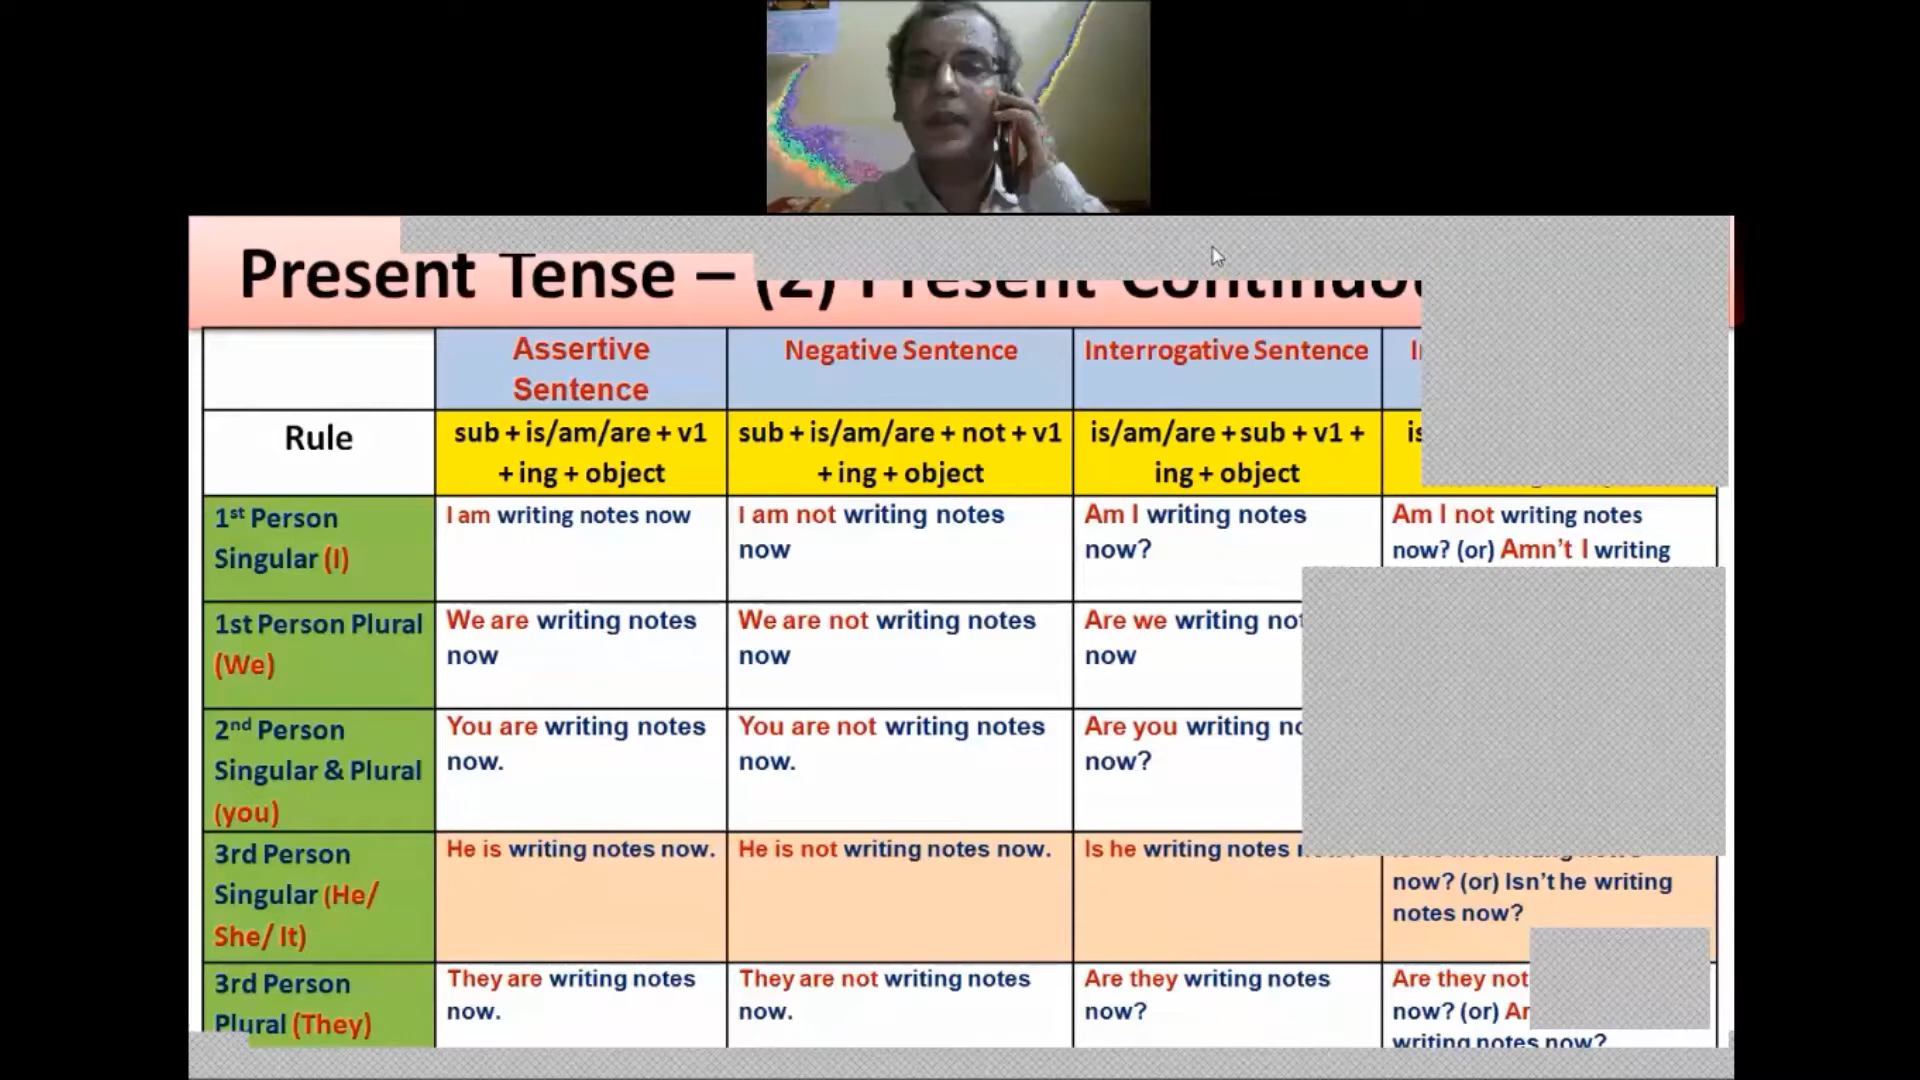 Present Tense – (2) Present
Assertive
Sentence
Negative Sentence
Interrogative Sentence
Rule
sub + is/am/are + v1
+ ing + object
sub + is/am/are + not + v1
+ ing + object
is/am/are + sub + v1 +
ing + object
1st Person
Singular (I)
I am writing notes now
I am not writing notes
now
Am I writing notes
now?
Am I not writing notes
now? (or) Amn't I writing
1st Person Plural
(We)
We are writing notes
now
We are not writing notes
now
Are we writing
now
2nd Person
Singular & Plural
(you)
You are writing notes
now.
You are not writing notes
now.
Are you writing
now?
3rd Person
Singular (He/
She/ It)
He is writing notes now.
He is not writing notes now.
Is he writing notes
now? (or) Isn't he writing
notes now?
3rd Person
Plural (They)
They are writing notes
now.
They are not writing notes
now.
Are they writing notes
now?
Are they not
now? (or)
writing notes now?